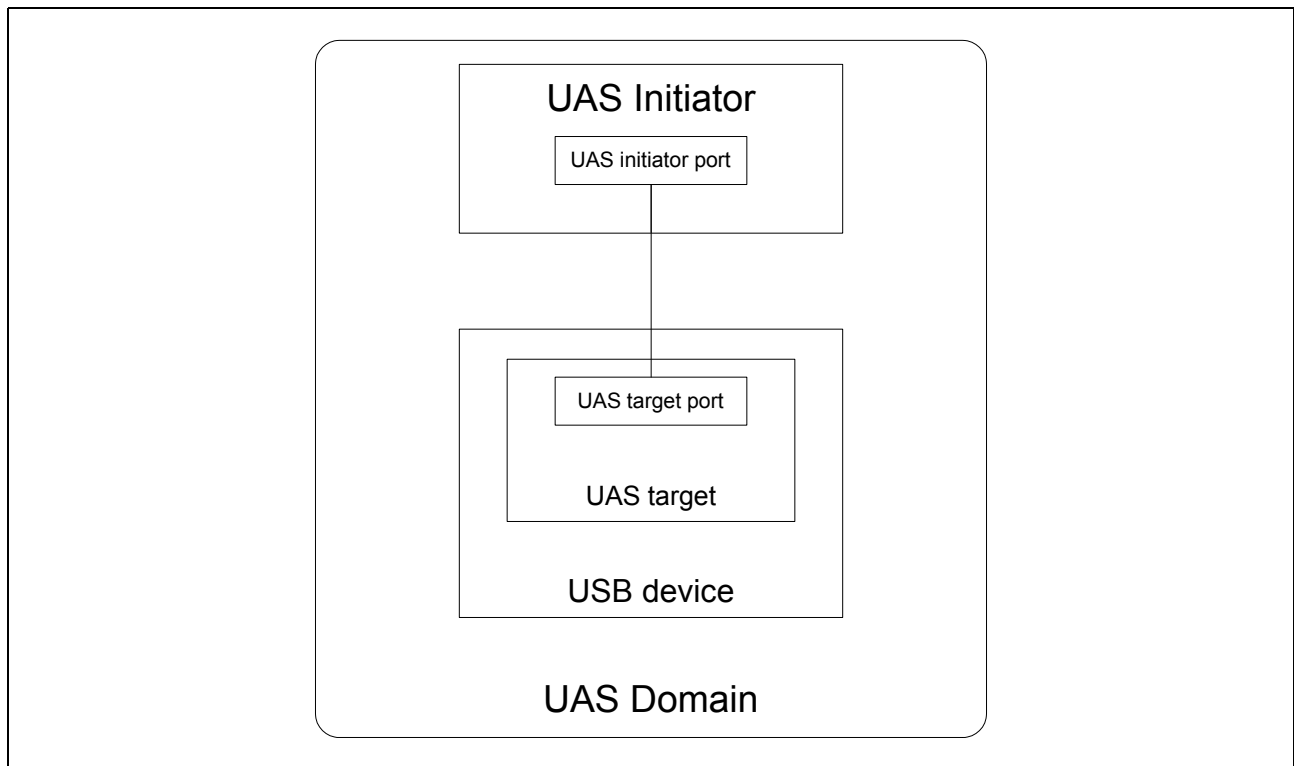 UAS Initiator
UAS initiator port
UAS target port
UAS target
USB device
UAS Domain